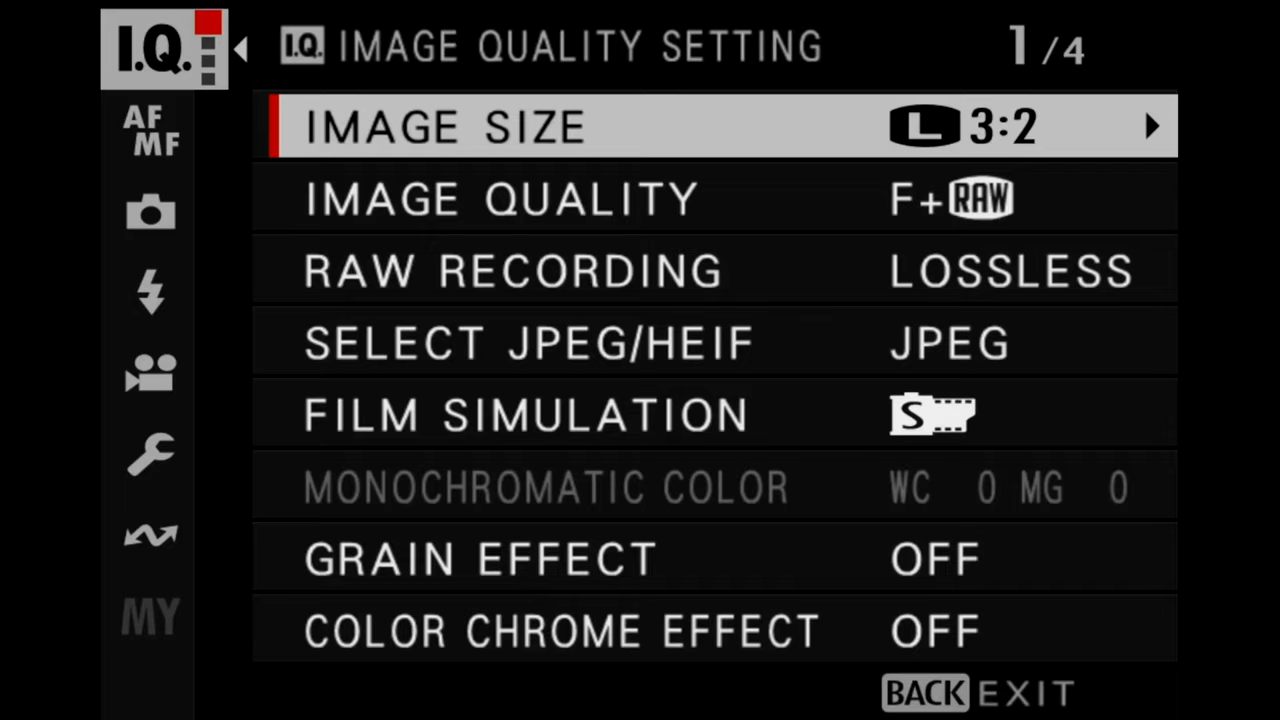 I.Q. I.Q. IMAGE QUALITY SETTING 1/4
IMAGE SIZE L 3:2
AF
MF
IMAGE QUALITY F+RAW
RAW RECORDING LOSSLESS
SELECT JPEG/HEIF JPEG
FILM SIMULATION S
MONOCHROMATIC COLOR WC 0 MG 0
GRAIN EFFECT OFF
MY
COLOR CHROME EFFECT OFF
BACK EXIT